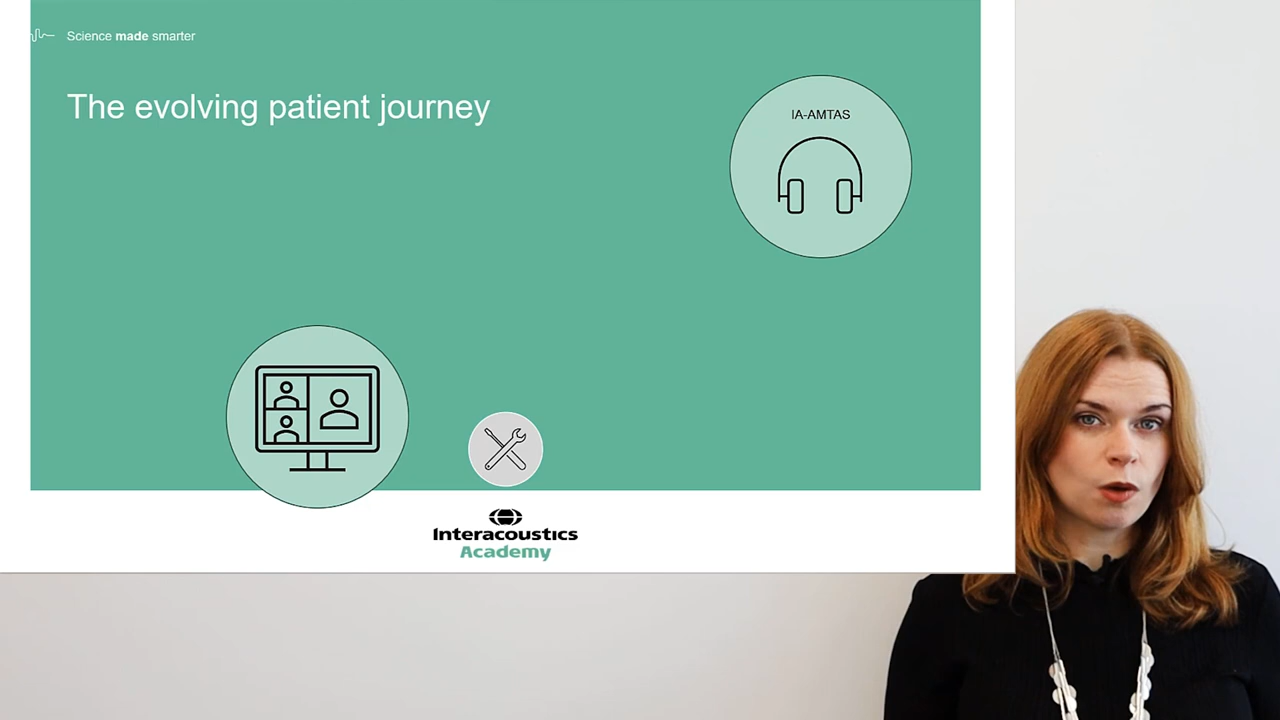 Science made smarter
The evolving patient journey
IA-AMTAS
Interacoustics
Academy